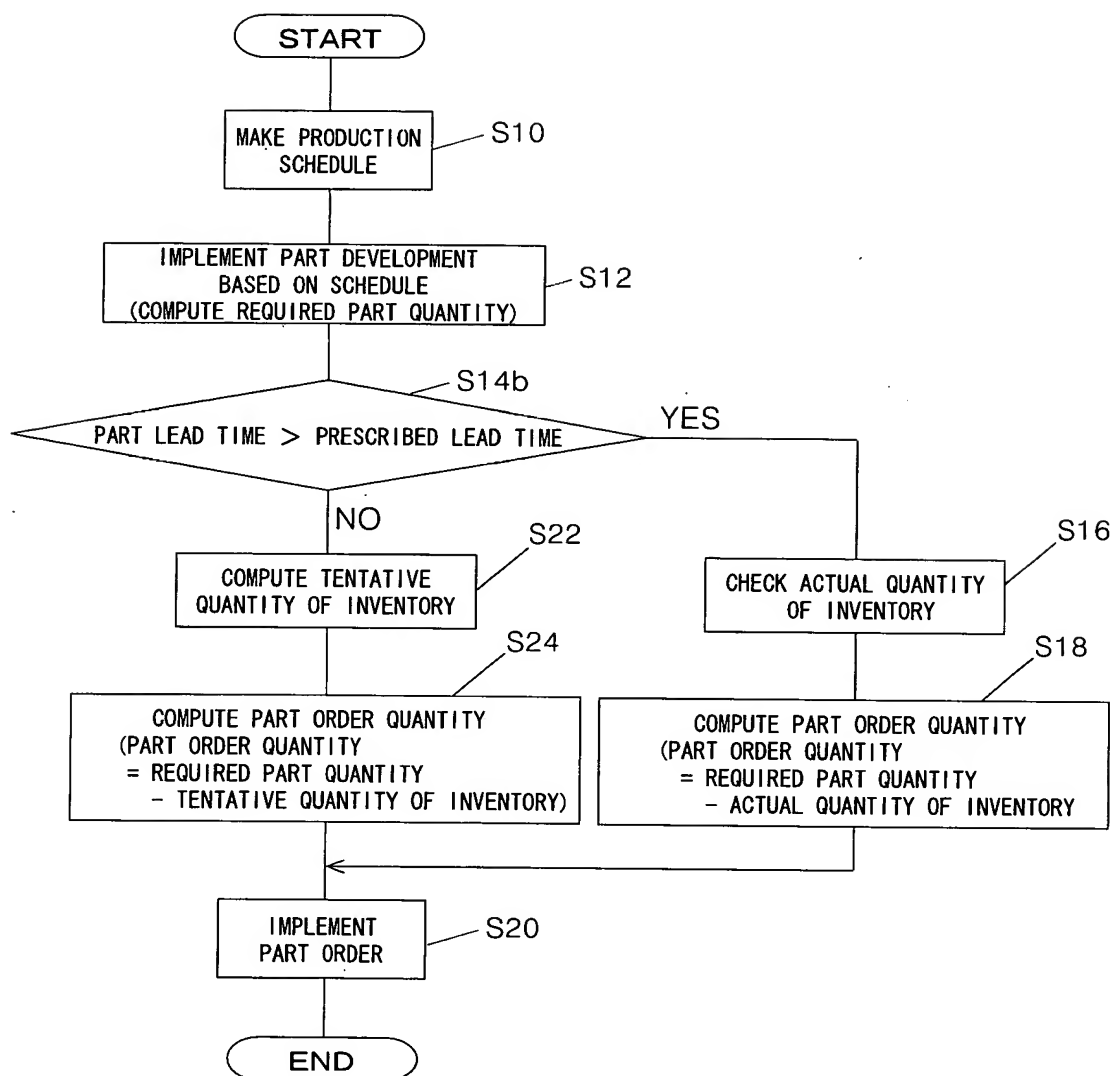 START
MAKE PRODUCTION
SCHEDULE
S10
IMPLEMENT PART DEVELOPMENT
BASED ON SCHEDULE
(COMPUTE REQUIRED PART QUANTITY)
S12
S14b
PART LEAD TIME > PRESCRIBED LEAD TIME
YES
NO
S22
COMPUTE TENTATIVE
QUANTITY OF INVENTORY
S16
CHECK ACTUAL QUANTITY
OF INVENTORY
S24
COMPUTE PART ORDER QUANTITY
(PART ORDER QUANTITY
= REQUIRED PART QUANTITY
- TENTATIVE QUANTITY OF INVENTORY)
S18
COMPUTE PART ORDER QUANTITY
(PART ORDER QUANTITY
= REQUIRED PART QUANTITY
- ACTUAL QUANTITY OF INVENTORY
IMPLEMENT
PART ORDER
S20
END